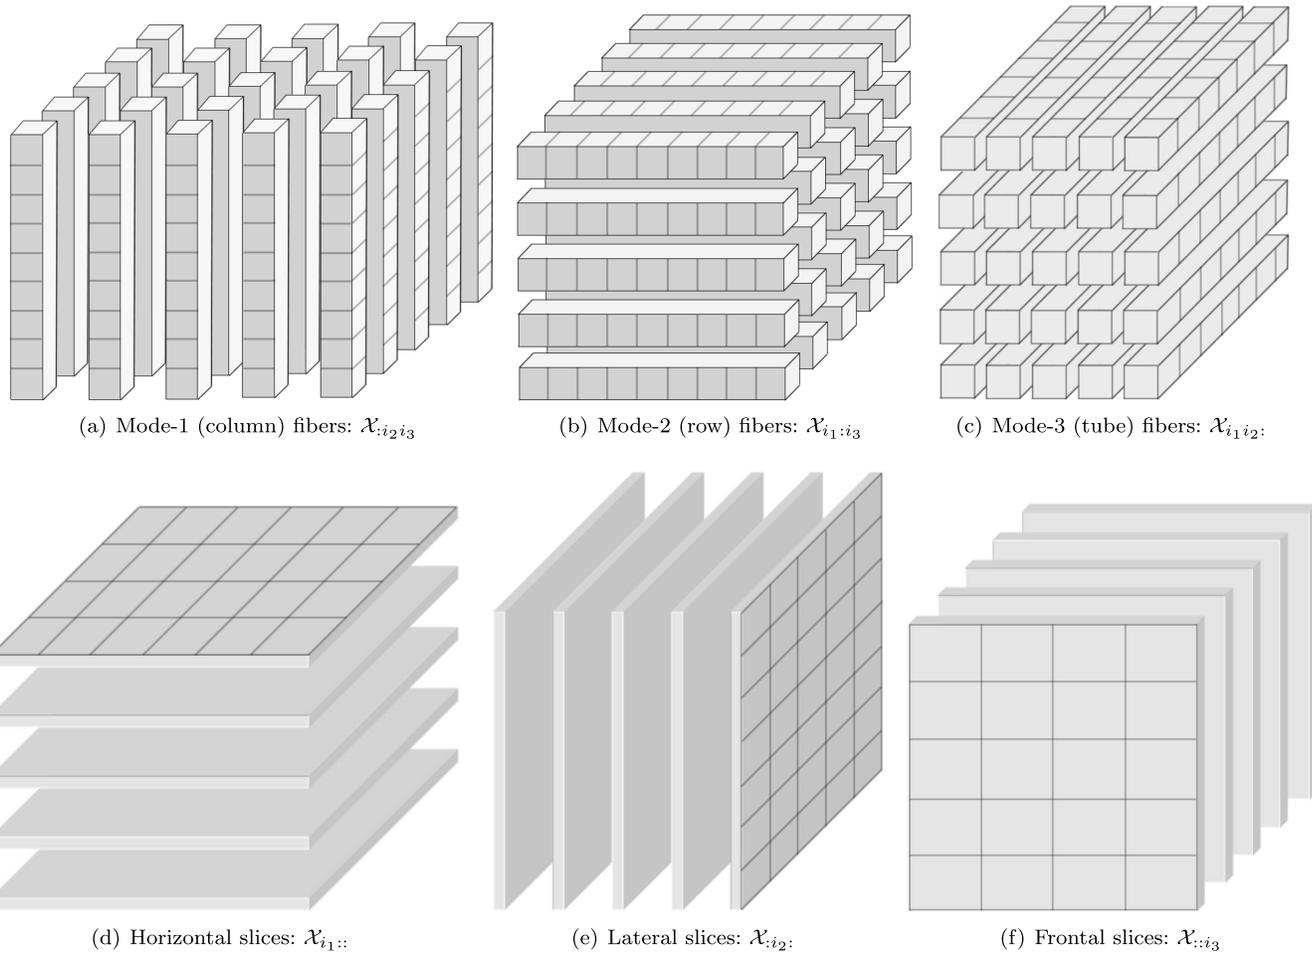 (a) Mode-1 (column) fibers: 𝒳:i₂i₃
(b) Mode-2 (row) fibers: 𝒳i₁:i₃
(c) Mode-3 (tube) fibers: 𝒳i₁i₂:
(d) Horizontal slices: 𝒳i₁::
(e) Lateral slices: 𝒳:i₂:
(f) Frontal slices: 𝒳::i₃